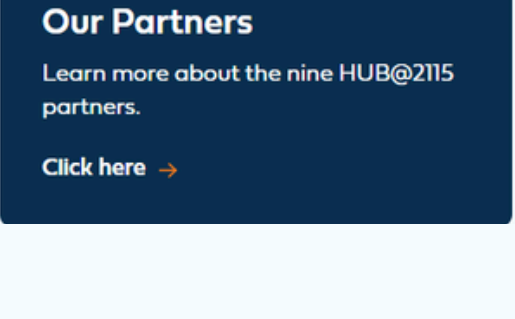 Our Partners
Learn more about the nine HUB@2115
partners.
Click here →